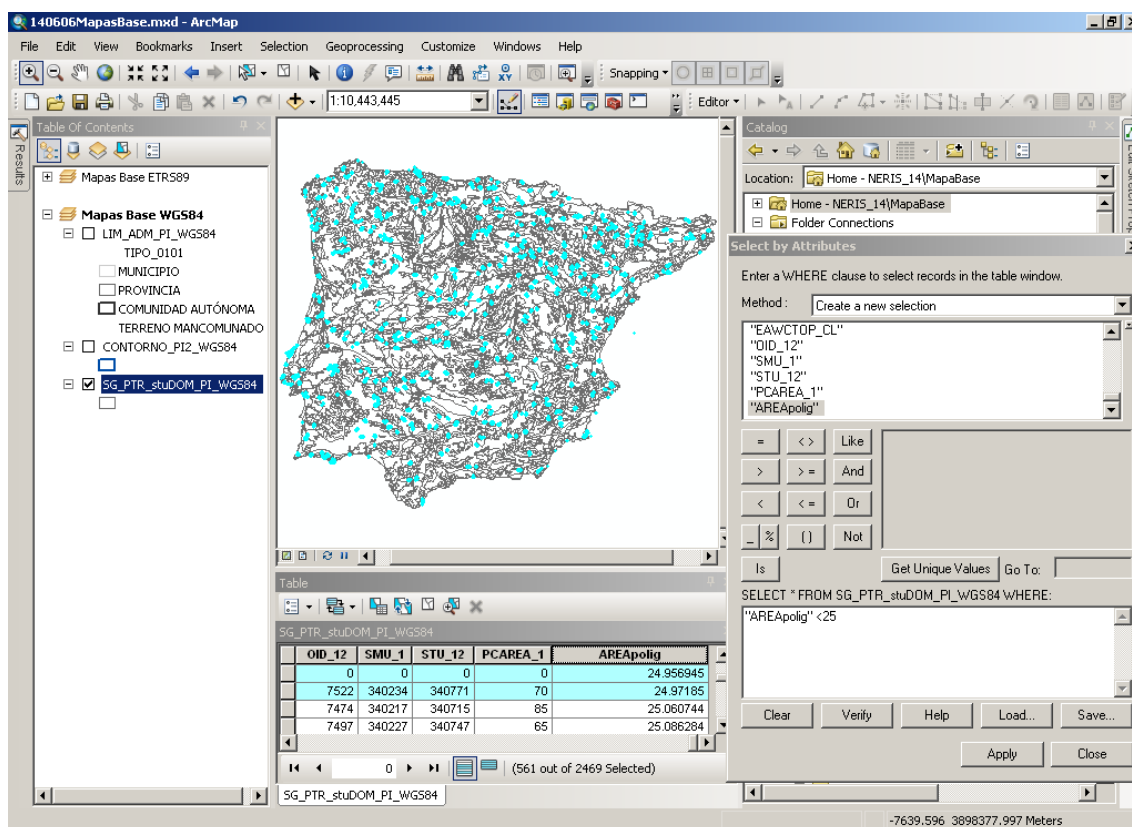 140606MapasBase.mxd - ArcMap
File Edit View Bookmarks Insert Selection Geoprocessing Customize Windows Help
Snapping
1:10,443,445
Editor
Results
Table Of Contents
Mapas Base ETRS89
Mapas Base WGS84
LIM_ADM_PI_WGS84
TIPO_0101
MUNICIPIO
PROVINCIA
COMUNIDAD AUTÓNOMA
TERRENO MANCOMUNADO
CONTORNO_PI2_WGS84
SG_PTR_stuDOM_PI_WGS84
Catalog
Location: Home - NERIS_14\MapaBase
Home - NERIS_14\MapaBase
Folder Connections
Select by Attributes
Enter a WHERE clause to select records in the table window.
Method : Create a new selection
"EAWCTOP_CL"
"OID_12"
"SMU_1"
"STU_12"
"PCAREA_1"
"AREApolig"
= < > Like
> > = And
< < = Or
_ % ( ) Not
Is Get Unique Values Go To:
SELECT * FROM SG_PTR_stuDOM_PI_WGS84 WHERE:
"AREApolig" <25
Clear Verify Help Load... Save...
Apply Close
Table
SG_PTR_stuDOM_PI_WGS84
OID_12 SMU_1 STU_12 PCAREA_1 AREApolig
0 0 0 0 24.956945
7522 340234 340771 70 24.97185
7474 340217 340715 85 25.060744
7497 340227 340747 65 25.086284
0 (561 out of 2469 Selected)
SG_PTR_stuDOM_PI_WGS84
-7639.596 3898377.997 Meters